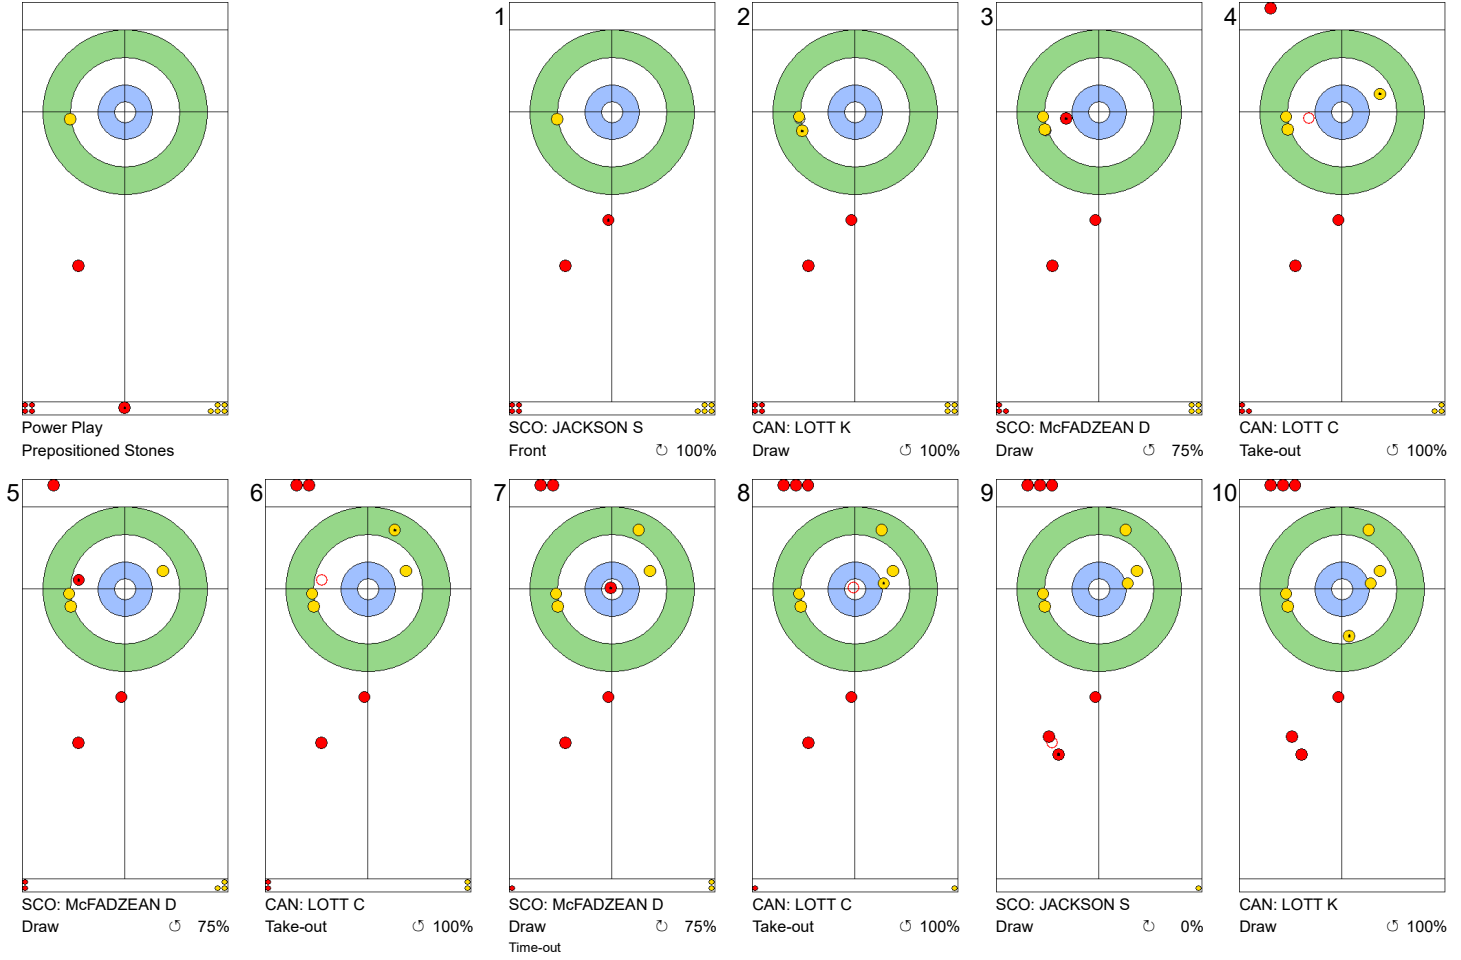 Power Play
Prepositioned Stones
1
SCO: JACKSON S
Front ↻ 100%
2
CAN: LOTT K
Draw ↺ 100%
3
SCO: McFADZEAN D
Draw ↺ 75%
4
CAN: LOTT C
Take-out ↺ 100%
5
SCO: McFADZEAN D
Draw ↺ 75%
6
CAN: LOTT C
Take-out ↺ 100%
7
SCO: McFADZEAN D
Draw ↺ 75%
Time-out
8
CAN: LOTT C
Take-out ↺ 100%
9
SCO: JACKSON S
Draw ↺ 0%
10
CAN: LOTT K
Draw ↺ 100%